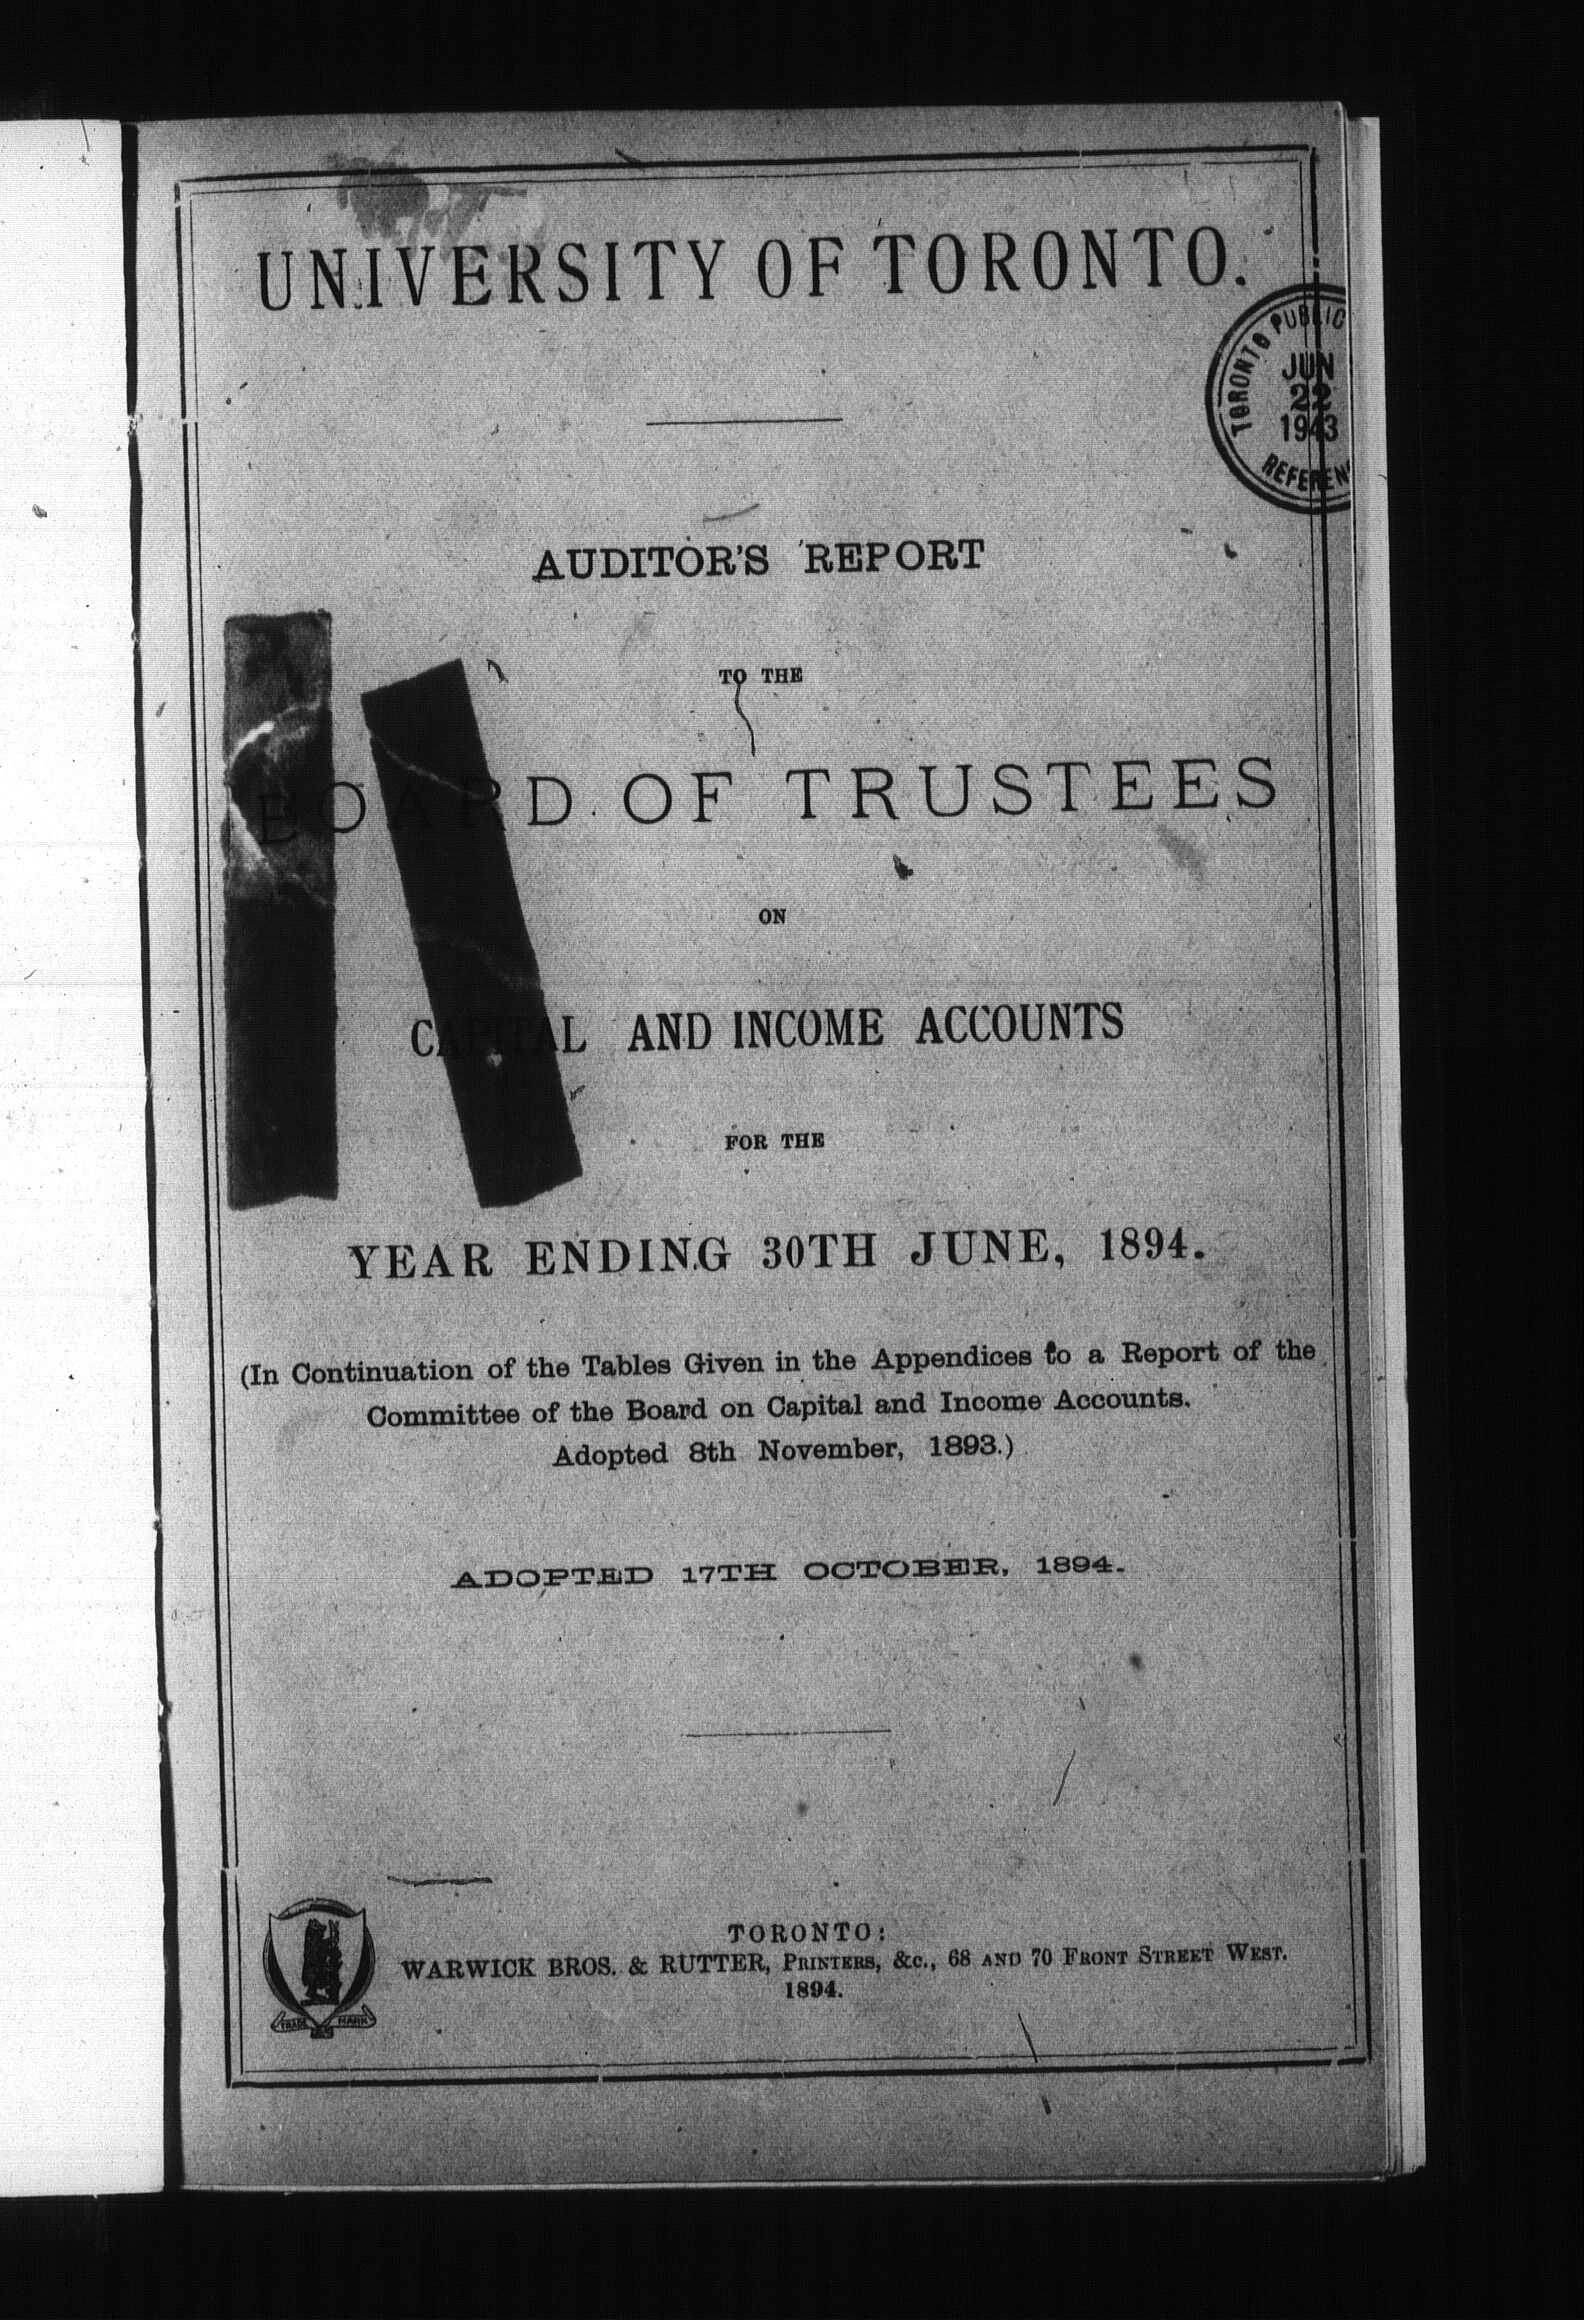 UNIVERSITY OF TORONTO.
TORONTO PUBLIC
JUN
22
1943
AUDITOR'S REPORT
TO THE
BOARD OF TRUSTEES
ON
CAPITAL AND INCOME ACCOUNTS
FOR THE
YEAR ENDING 30TH JUNE, 1894.
(In Continuation of the Tables Given in the Appendices to a Report of the
Committee of the Board on Capital and Income Accounts.
Adopted 8th November, 1893.)
ADOPTED 17TH OCTOBER, 1894.
TORONTO:
WARWICK BROS. & RUTTER, PRINTERS, &c., 68 AND 70 FRONT STREET WEST.
1894.
TRADE MARK